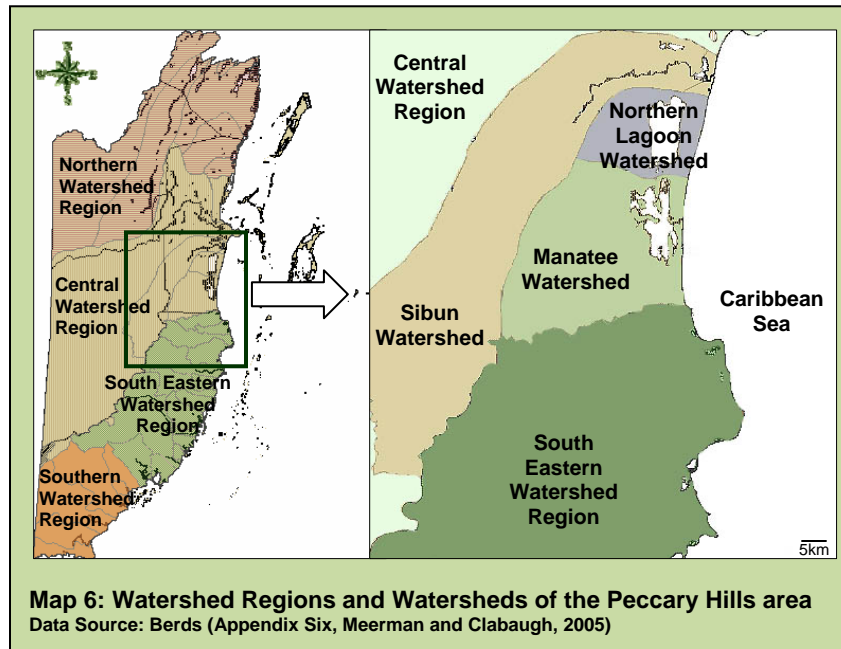 Northern
Watershed
Region
Central
Watershed
Region
South Eastern
Watershed
Region
Southern
Watershed
Region
Central
Watershed
Region
Northern
Lagoon
Watershed
Manatee
Watershed
Sibun
Watershed
Caribbean
Sea
South
Eastern
Watershed
Region
5km
Map 6: Watershed Regions and Watersheds of the Peccary Hills area
Data Source: Berds (Appendix Six, Meerman and Clabaugh, 2005)